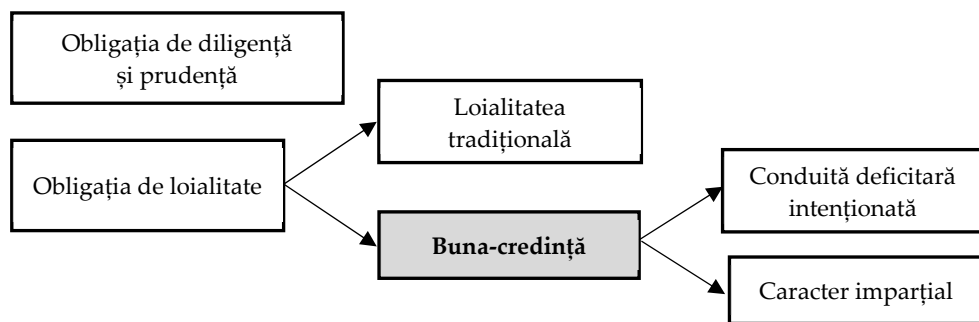 Obligația de diligență
și prudență
Loialitatea
tradițională
Obligația de loialitate
Conduită deficitară
intenționată
Buna-credință
Caracter imparțial